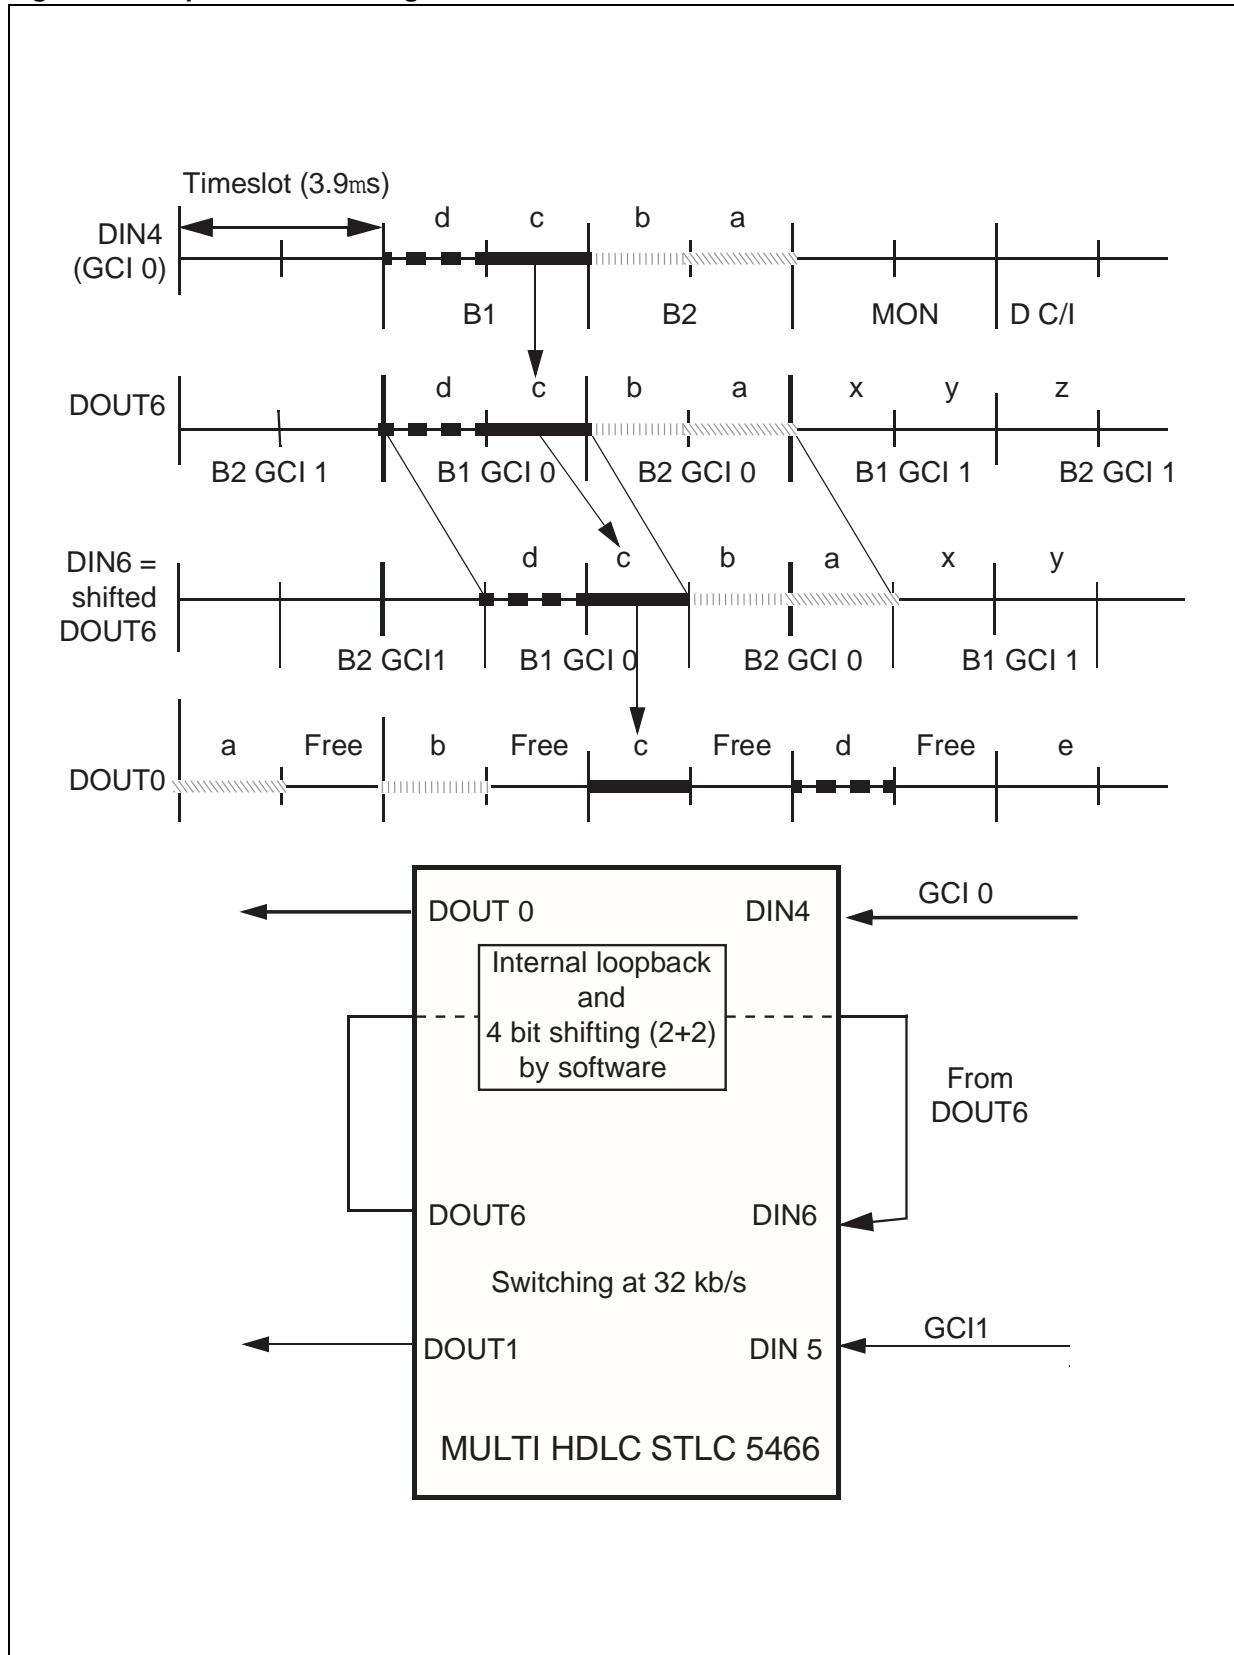 Timeslot (3.9ms)
DIN4
(GCI 0)
d c b a
B1 B2 MON D C/I
DOUT6
d c b a x y z
B2 GCI 1 B1 GCI 0 B2 GCI 0 B1 GCI 1 B2 GCI 1
DIN6 =
shifted
DOUT6
d c b a x y
B2 GCI1 B1 GCI 0 B2 GCI 0 B1 GCI 1
DOUT0
a Free b Free c Free d Free e
DOUT 0 DIN4 GCI 0
Internal loopback
and
4 bit shifting (2+2)
by software
From
DOUT6
DOUT6 DIN6
Switching at 32 kb/s
DOUT1 DIN 5 GCI1
MULTI HDLC STLC 5466